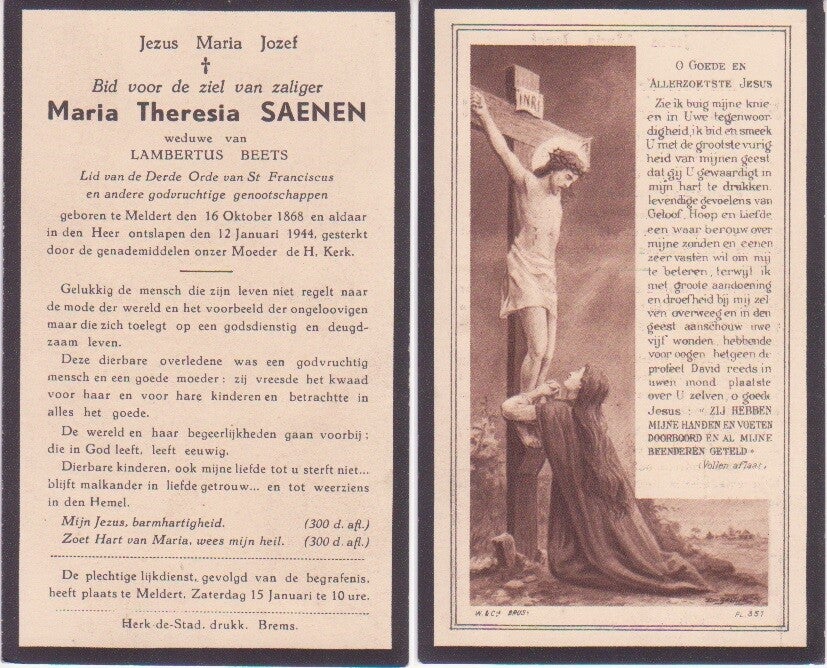 Jezus Maria Jozef
†
Bid voor de ziel van zaliger
Maria Theresia SAENEN
weduwe van
LAMBERTUS BEETS
Lid van de Derde Orde van St Franciscus
en andere godvruchtige genootschappen
geboren te Meldert den 16 Oktober 1868 en aldaar
in den Heer ontslapen den 12 Januari 1944, gesterkt
door de genademiddelen onzer Moeder de H. Kerk.
Gelukkig de mensch die zijn leven niet regelt naar
de mode der wereld en het voorbeeld der ongeloovigen
maar die zich toelegt op een godsdienstig en deugd-
zaam leven.
Deze dierbare overledene was een godvruchtig
mensch en een goede moeder : zij vreesde het kwaad
voor haar en voor hare kinderen en betrachtte in
alles het goede.
De wereld en haar begeerlijkheden gaan voorbij ;
die in God leeft, leeft eeuwig.
Dierbare kinderen, ook mijne liefde tot u sterft niet...
blijft malkander in liefde getrouw... en tot weerziens
in den Hemel.
Mijn Jezus, barmhartigheid. (300 d. afl.)
Zoet Hart van Maria, wees mijn heil. (300 d. afl.)
De plechtige lijkdienst, gevolgd van de begrafenis,
heeft plaats te Meldert, Zaterdag 15 Januari te 10 ure.
Herk-de-Stad, drukk. Brems.
INRI
O GOEDE EN
ALLERZOETSTE JESUS
Zie ik buig mijne knie
en in Uwe tegenwoor
digheid, ik bid en smeek
U met de grootste vurig
heid van mijnen geest
dat gij U gewaardigt in
mijn hart te drukken,
levendige gevoelens van
Geloof, Hoop en Liefde
een waar berouw over
mijne zonden en eenen
zeer vasten wil om mij
te beteren, terwijl ik
met groote aandoening
en droefheid bij mij zel
ven overweeg en in den
geest aanschouw uwe
vijf wonden, hebbende
voor oogen hetgeen de
profeet David reeds in
uwen mond plaatste
over U zelven, o goede
Jesus : "ZIJ HEBBEN
MIJNE HANDEN EN VOETEN
DOORBOORD EN AL MIJNE
BEENDEREN GETELD"
(Vollen aflaat)
W. & Co. BRUS.
PL. 337